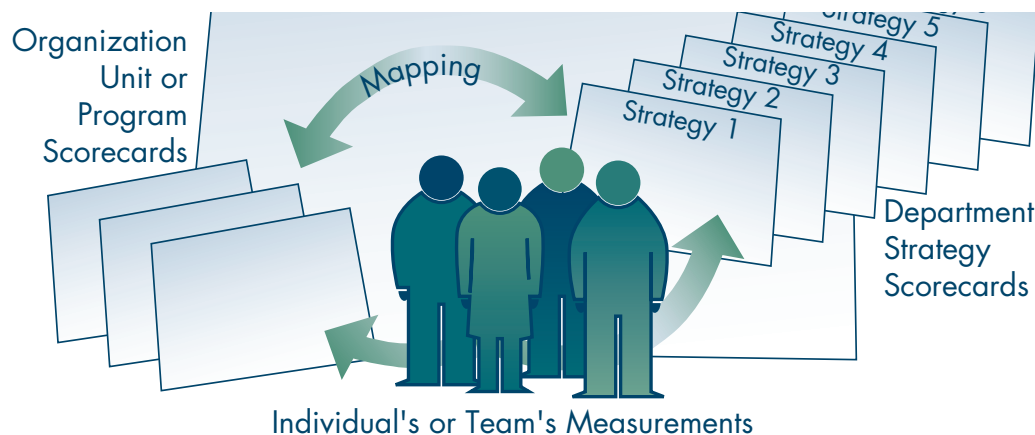 Organization
Unit or
Program
Scorecards
Mapping
Strategy 5
Strategy 4
Strategy 3
Strategy 2
Strategy 1
Department
Strategy
Scorecards
Individual's or Team's Measurements